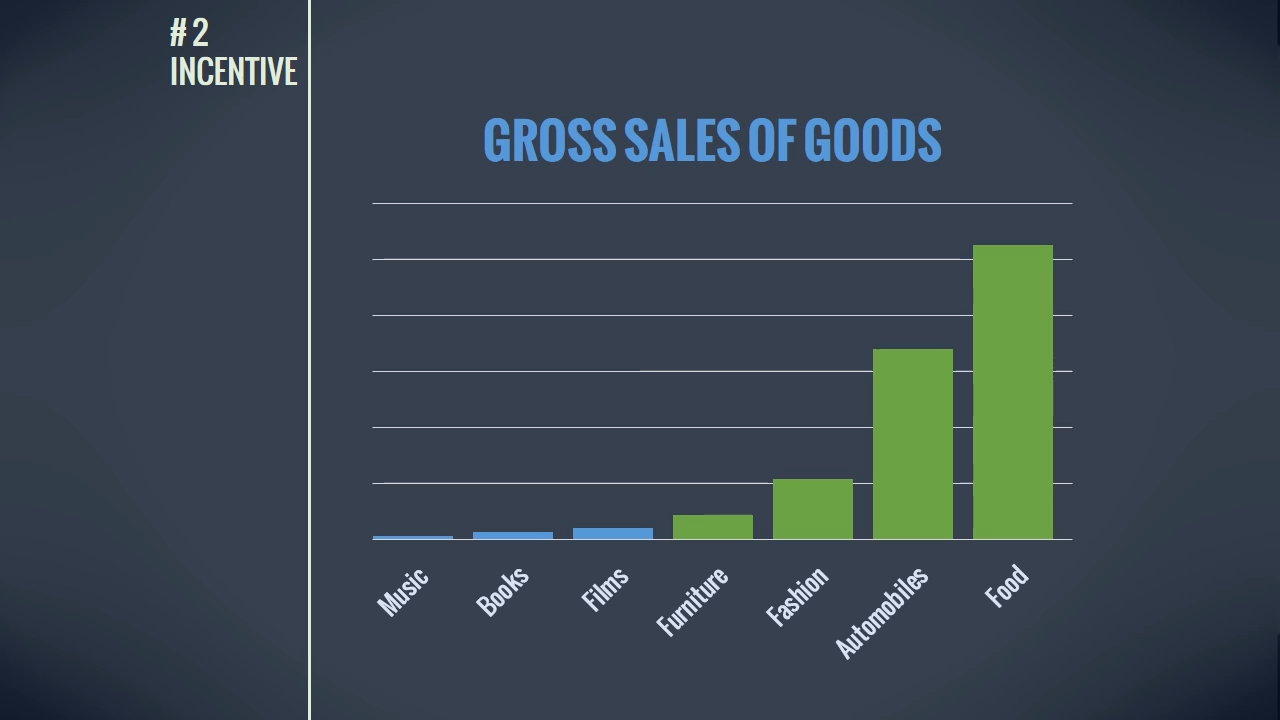 # 2
INCENTIVE
GROSS SALES OF GOODS
Music
Books
Films
Furniture
Fashion
Automobiles
Food